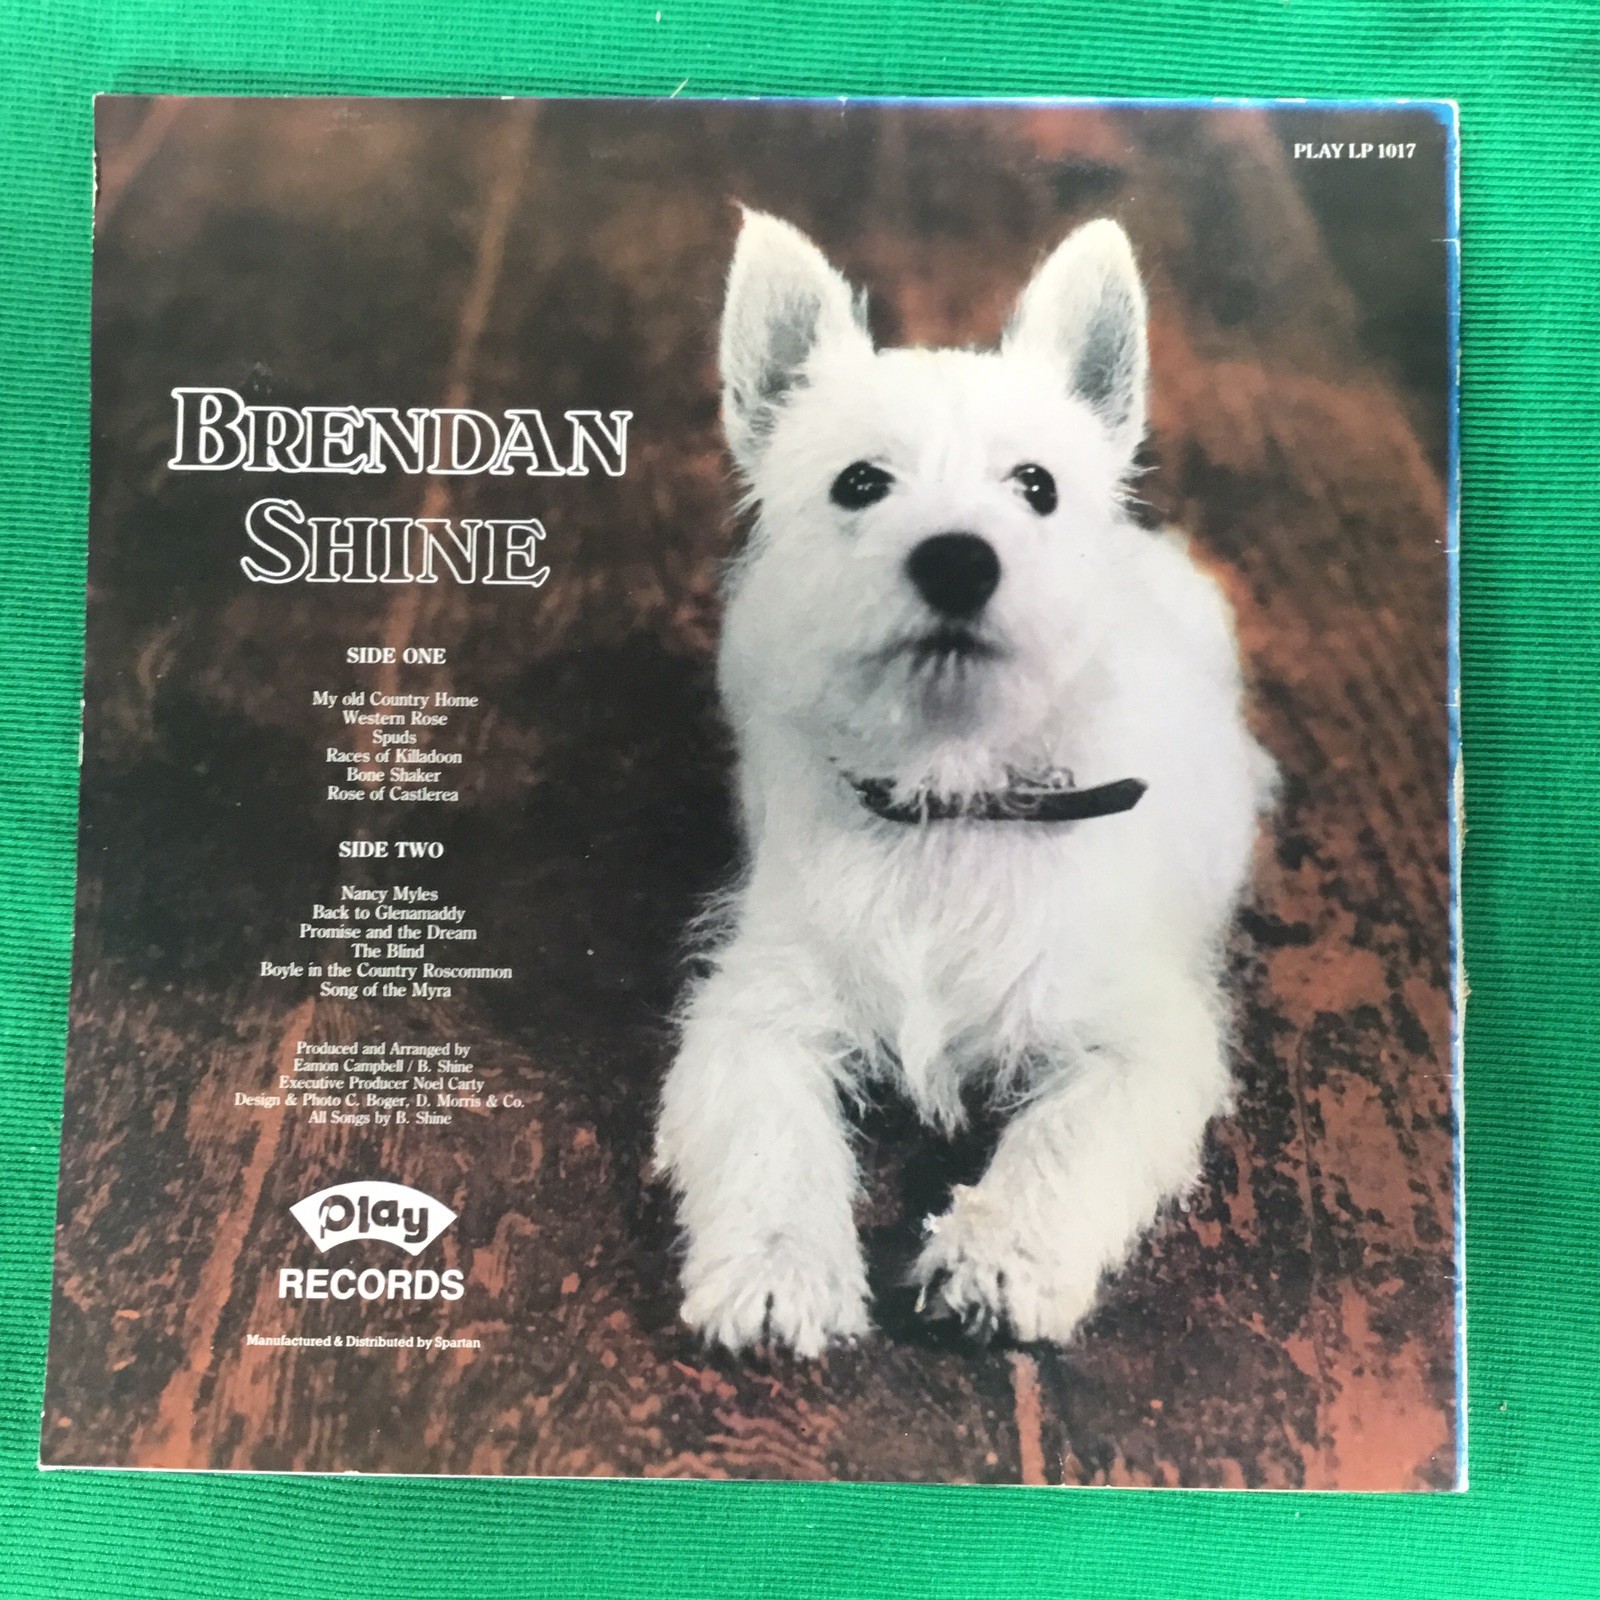 PLAY LP 1017
BRENDAN
SHINE
SIDE ONE
My old Country Home
Western Rose
Spuds
Races of Killadoon
Bone Shaker
Rose of Castlerea
SIDE TWO
Nancy Myles
Back to Glenamaddy
Promise and the Dream
The Blind
Boyle in the Country Roscommon
Song of the Myra
Produced and Arranged by
Eamon Campbell / B. Shine
Executive Producer Noel Carty
Design & Photo C. Boger, D. Morris & Co.
All Songs by B. Shine
Play
RECORDS
Manufactured & Distributed by Spartan